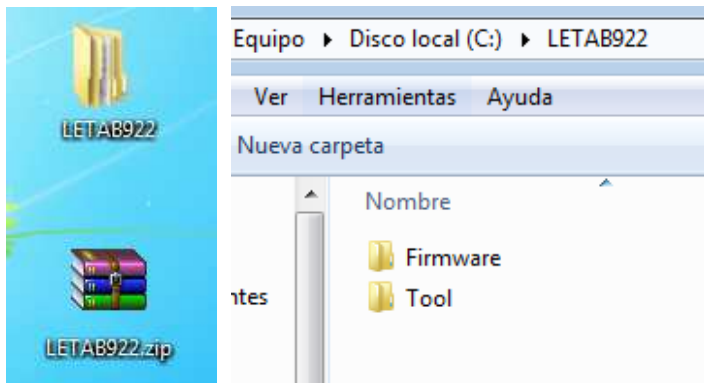 LETAB922
LETAB922.zip
Equipo ▸ Disco local (C:) ▸ LETAB922
Ver Herramientas Ayuda
Nueva carpeta
Nombre
Firmware
ntes
Tool